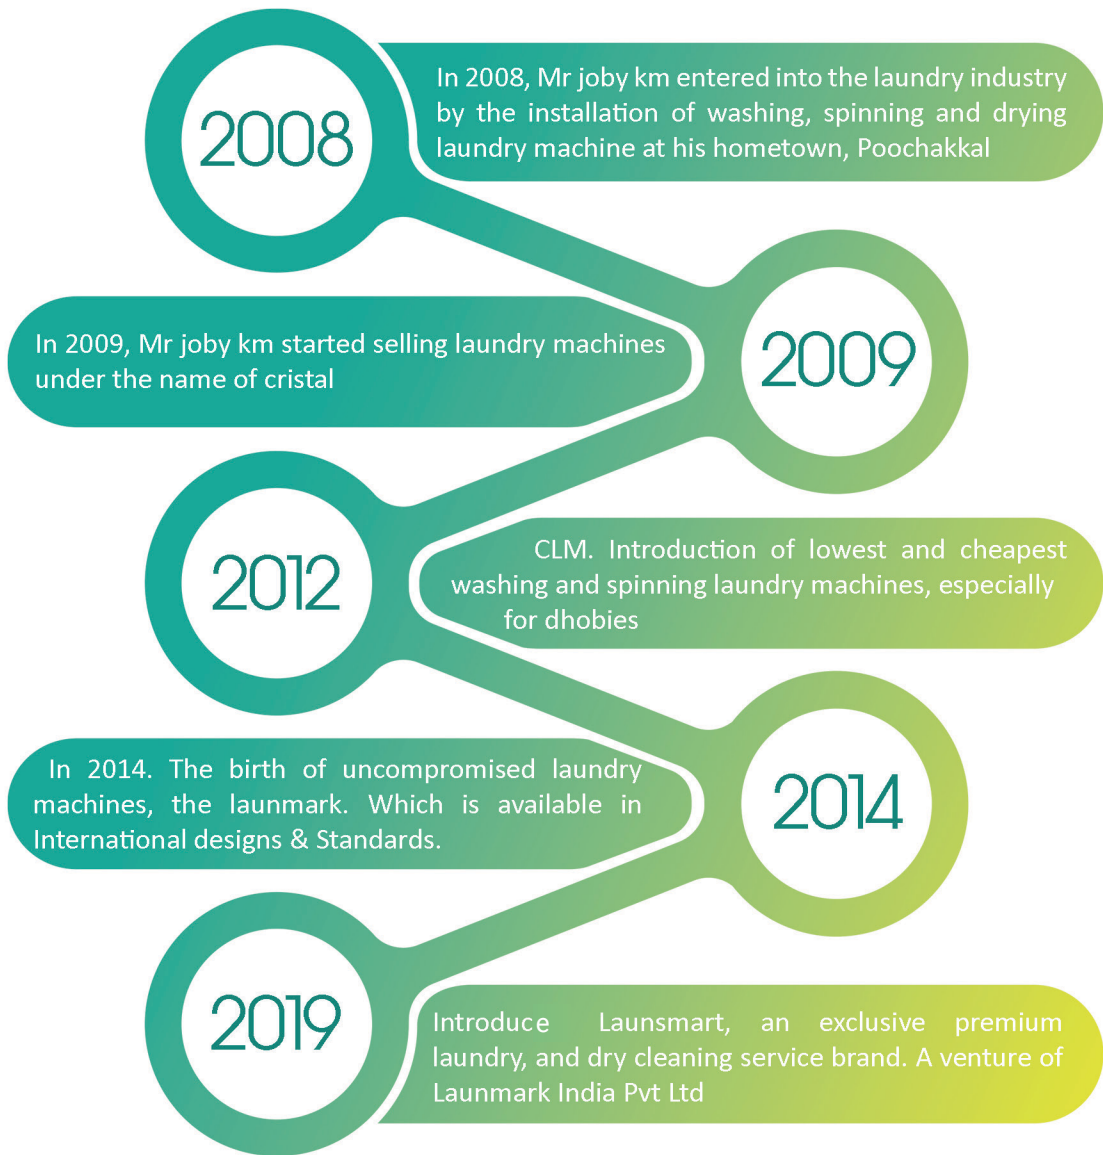 2008
In 2008, Mr joby km entered into the laundry industry
by the installation of washing, spinning and drying
laundry machine at his hometown, Poochakkal
In 2009, Mr joby km started selling laundry machines
under the name of cristal
2009
2012
CLM. Introduction of lowest and cheapest
washing and spinning laundry machines, especially
for dhobies
In 2014. The birth of uncompromised laundry
machines, the launmark. Which is available in
International designs & Standards.
2014
2019
Introduce Launsmart, an exclusive premium
laundry, and dry cleaning service brand. A venture of
Launmark India Pvt Ltd